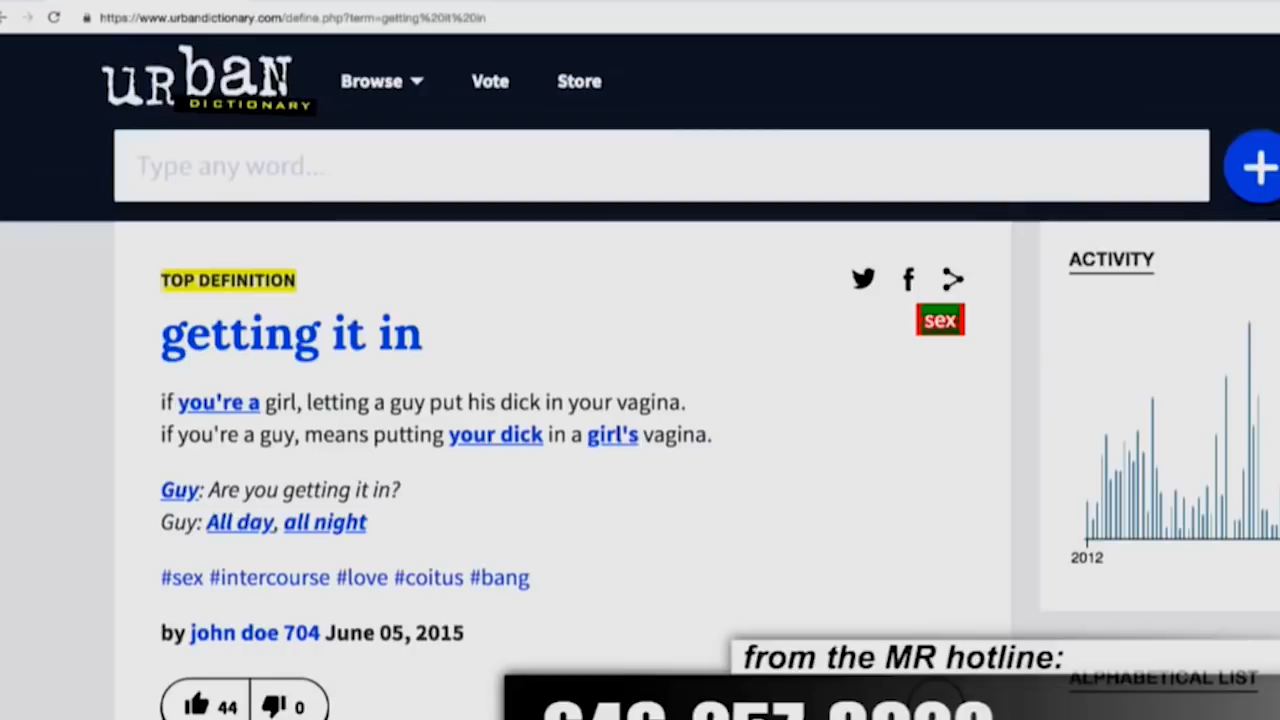 https://www.urbandictionary.com/define.php?term=getting%20it%20in
URBAN
DICTIONARY
Browse
Vote
Store
Type any word...
TOP DEFINITION
getting it in
sex
if you're a girl, letting a guy put his dick in your vagina.
if you're a guy, means putting your dick in a girl's vagina.
Guy: Are you getting it in?
Guy: All day, all night
#sex #intercourse #love #coitus #bang
by john doe 704 June 05, 2015
44
0
ACTIVITY
2012
from the MR hotline:
ALPHABETICAL LIST